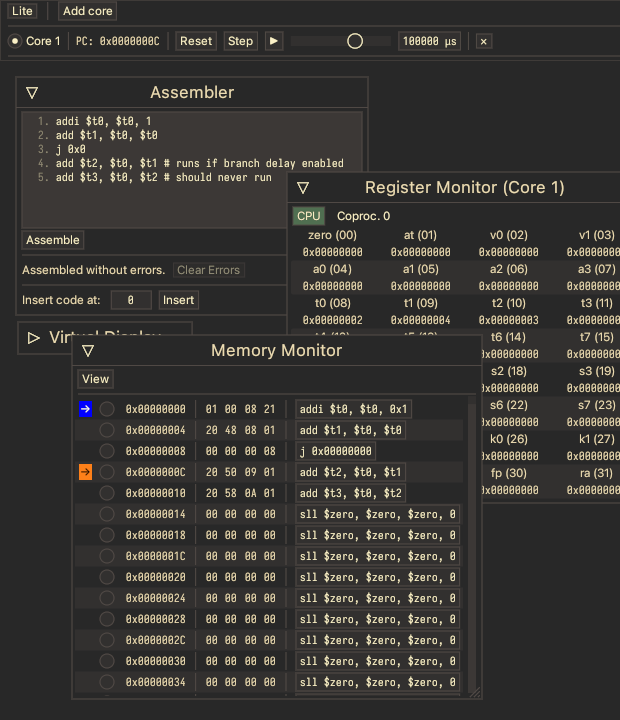 Lite Add core
Core 1 PC: 0x0000000C Reset Step 100000 µs ×
Assembler
1. addi $t0, $t0, 1
2. add $t1, $t0, $t0
3. j 0x0
4. add $t2, $t0, $t1 # runs if branch delay enabled
5. add $t3, $t0, $t2 # should never run
Assemble
Assembled without errors. Clear Errors
Insert code at: 0 Insert
Register Monitor (Core 1)
CPU Coproc. 0
zero (00) at (01) v0 (02) v1 (03)
0x00000000 0x00000000 0x00000000 0x00000000
a0 (04) a1 (05) a2 (06) a3 (07)
0x00000000 0x00000000 0x00000000 0x00000000
t0 (08) t1 (09) t2 (10) t3 (11)
0x00000002 0x00000004 0x00000003 0x00000000
t6 (14) t7 (15)
0x00000000 0x00000000
s2 (18) s3 (19)
0x00000000 0x00000000
s6 (22) s7 (23)
0x00000000 0x00000000
k0 (26) k1 (27)
0x00000000 0x00000000
fp (30) ra (31)
0x00000000 0x00000000
Virtual Display
Memory Monitor
View
0x00000000 01 00 08 21 addi $t0, $t0, 0x1
0x00000004 20 48 08 01 add $t1, $t0, $t0
0x00000008 00 00 00 08 j 0x00000000
0x0000000C 20 50 09 01 add $t2, $t0, $t1
0x00000010 20 58 0A 01 add $t3, $t0, $t2
0x00000014 00 00 00 00 sll $zero, $zero, $zero, 0
0x00000018 00 00 00 00 sll $zero, $zero, $zero, 0
0x0000001C 00 00 00 00 sll $zero, $zero, $zero, 0
0x00000020 00 00 00 00 sll $zero, $zero, $zero, 0
0x00000024 00 00 00 00 sll $zero, $zero, $zero, 0
0x00000028 00 00 00 00 sll $zero, $zero, $zero, 0
0x0000002C 00 00 00 00 sll $zero, $zero, $zero, 0
0x00000030 00 00 00 00 sll $zero, $zero, $zero, 0
0x00000034 00 00 00 00 sll $zero, $zero, $zero, 0